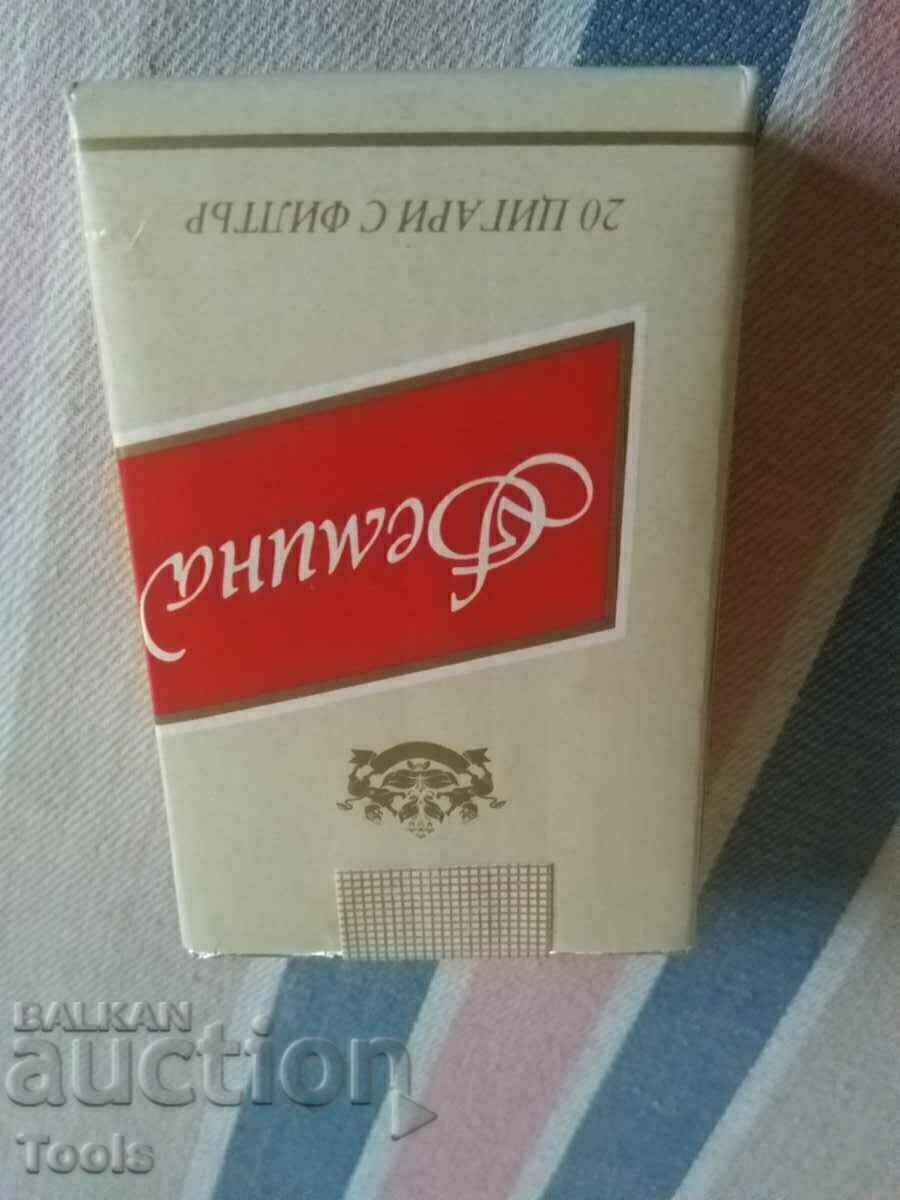 20 ЦИГАРИ С ФИЛТЪР
Фемина
BALKAN
auction
Tools